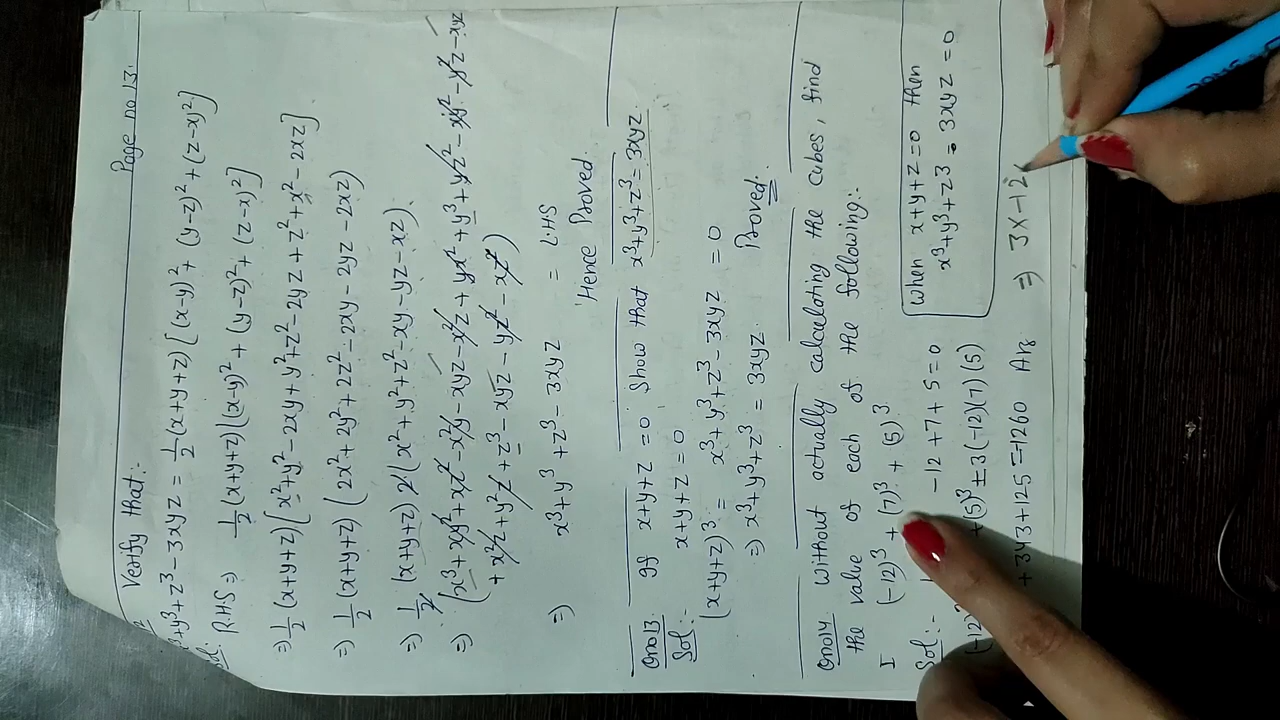 Page no 13.
Verify that:-
x³+y³+z³-3xyz = 1/2(x+y+z)[(x-y)²+(y-z)²+(z-x)²]
Sol: RHS ⇒ 1/2(x+y+z)[(x-y)²+(y-z)²+(z-x)²]
⇒ 1/2(x+y+z)[x²+y²-2xy+y²+z²-2yz+z²+x²-2xz]
⇒ 1/2(x+y+z)(2x²+2y²+2z²-2xy-2yz-2xz)
⇒ 1/2(x+y+z)2(x²+y²+z²-xy-yz-xz)
⇒ (x³+xy²+xz²-x²y-xyz-x²z+yx²+y³+yz²-xy²-y²z-xyz
+x²z+y²z+z³-xyz-yz²-xz²)
⇒ x³+y³+z³-3xyz = LHS
Hence Proved.
Qno13 If x+y+z=0 Show that x³+y³+z³=3xyz.
Sol:- x+y+z=0
(x+y+z)³ = x³+y³+z³-3xyz = 0
⇒ x³+y³+z³ = 3xyz. Proved.
Qno14 without actually calculating the cubes, find
the value of each of the following:-
I (-12)³+(7)³+(5)³
Sol:- -12+7+5=0
+(5)³ = 3(-12)(7)(5)
+343+125=-1260 Ans
when x+y+z=0 then
x³+y³+z³=3xyz=0
⇒ 3x-12